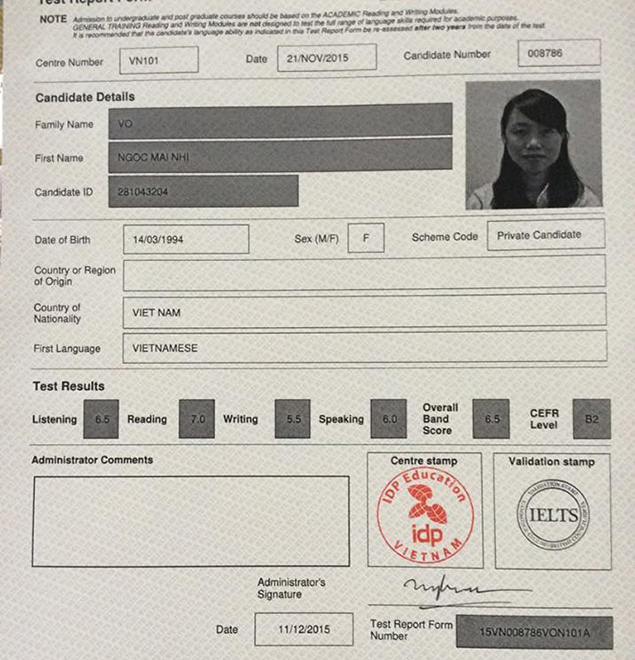 Test Report Form
NOTE Admission to undergraduate and post graduate courses should be based on the ACADEMIC Reading and Writing Modules.
GENERAL TRAINING Reading and Writing Modules are not designed to test the full range of language skills required for academic purposes.
It is recommended that the candidate's language ability as indicated in this Test Report Form be re-assessed after two years from the date of the test.
Centre Number VN101 Date 21/NOV/2015 Candidate Number 008786
Candidate Details
Family Name VO
First Name NGOC MAI NHI
Candidate ID 281043204
Date of Birth 14/03/1994 Sex (M/F) F Scheme Code Private Candidate
Country or Region
of Origin
Country of
Nationality VIET NAM
First Language VIETNAMESE
Test Results
Listening 6.5 Reading 7.0 Writing 5.5 Speaking 6.0 Overall Band Score 6.5 CEFR Level B2
Administrator Comments
Centre stamp
Validation stamp
IDP Education
idp
VIETNAM
IELTS
Administrator's
Signature
Date 11/12/2015
Test Report Form
Number 15VN008786VON101A